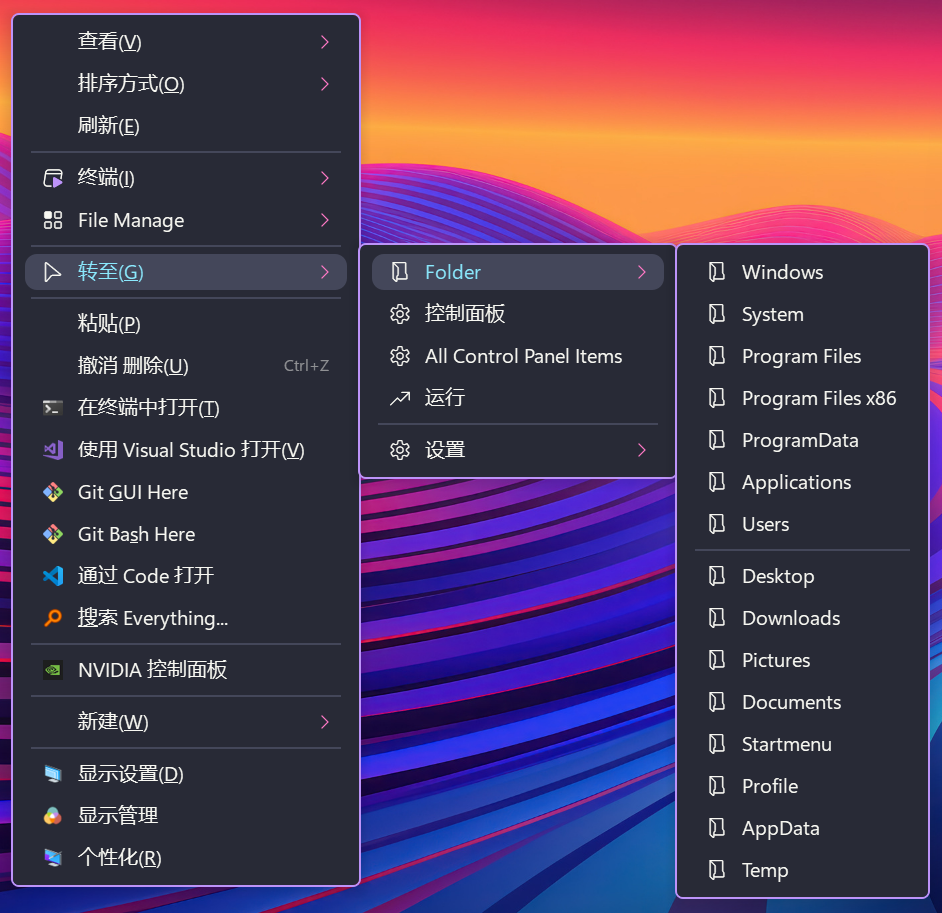 查看(V)
排序方式(O)
刷新(E)
终端(I)
File Manage
转至(G)
粘贴(P)
撤消 删除(U) Ctrl+Z
在终端中打开(T)
使用 Visual Studio 打开(V)
Git GUI Here
Git Bash Here
通过 Code 打开
搜索 Everything...
NVIDIA 控制面板
新建(W)
显示设置(D)
显示管理
个性化(R)
Folder
控制面板
All Control Panel Items
运行
设置
Windows
System
Program Files
Program Files x86
ProgramData
Applications
Users
Desktop
Downloads
Pictures
Documents
Startmenu
Profile
AppData
Temp